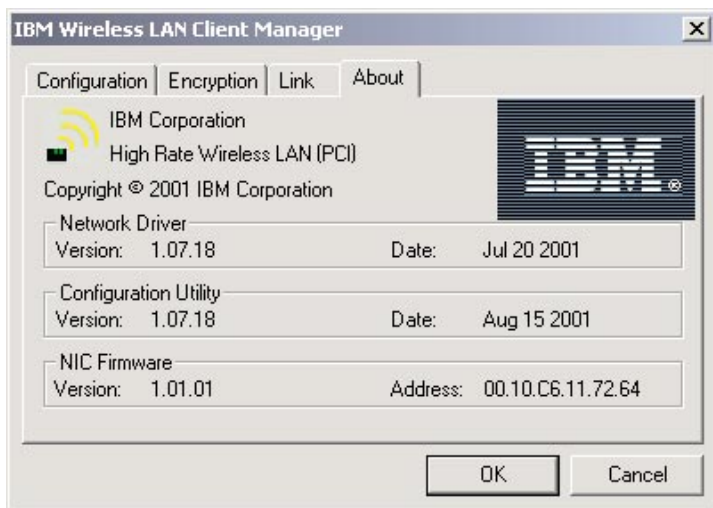 IBM Wireless LAN Client Manager
Configuration Encryption Link About
IBM Corporation
High Rate Wireless LAN (PCI)
IBM®
Copyright © 2001 IBM Corporation
Network Driver
Version: 1.07.18 Date: Jul 20 2001
Configuration Utility
Version: 1.07.18 Date: Aug 15 2001
NIC Firmware
Version: 1.01.01 Address: 00.10.C6.11.72.64
OK Cancel